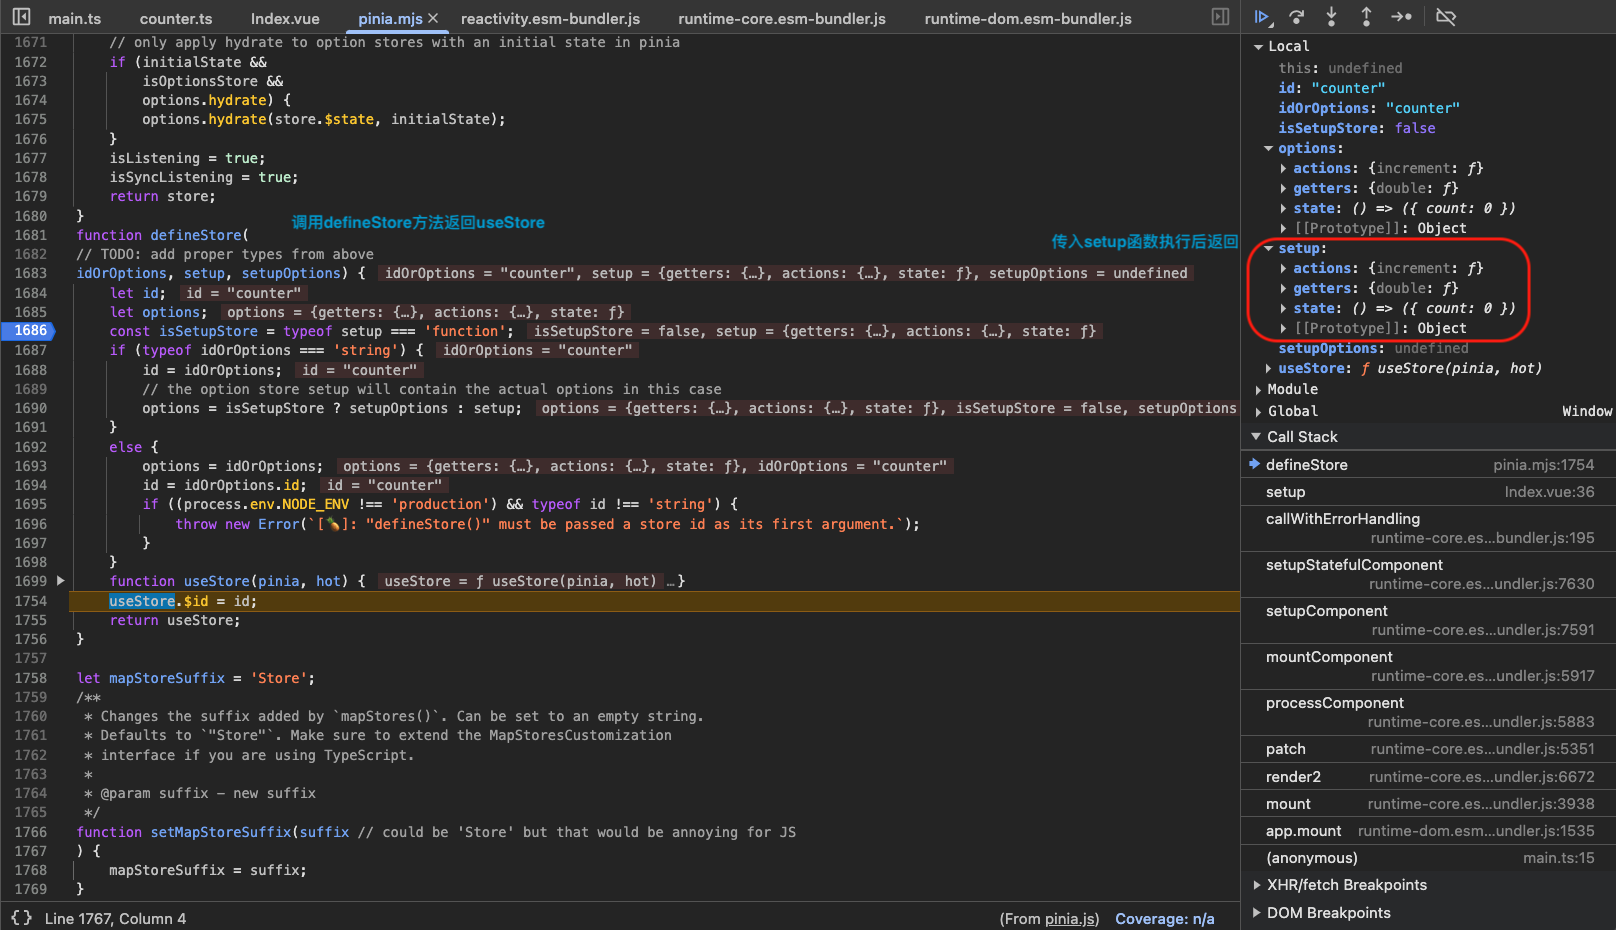 main.ts counter.ts Index.vue pinia.mjs × reactivity.esm-bundler.js runtime-core.esm-bundler.js runtime-dom.esm-bundler.js
1671 // only apply hydrate to option stores with an initial state in pinia
1672 if (initialState &&
1673 isOptionsStore &&
1674 options.hydrate) {
1675 options.hydrate(store.$state, initialState);
1676 }
1677 isListening = true;
1678 isSyncListening = true;
1679 return store;
1680 }
调用defineStore方法返回useStore
1681 function defineStore(
传入setup函数执行后返回
1682 // TODO: add proper types from above
1683 idOrOptions, setup, setupOptions) { idOrOptions = "counter", setup = {getters: {…}, actions: {…}, state: ƒ}, setupOptions = undefined
1684 let id; id = "counter"
1685 let options; options = {getters: {…}, actions: {…}, state: ƒ}
1686 const isSetupStore = typeof setup === 'function'; isSetupStore = false, setup = {getters: {…}, actions: {…}, state: ƒ}
1687 if (typeof idOrOptions === 'string') { idOrOptions = "counter"
1688 id = idOrOptions; id = "counter"
1689 // the option store setup will contain the actual options in this case
1690 options = isSetupStore ? setupOptions : setup; options = {getters: {…}, actions: {…}, state: ƒ}, isSetupStore = false, setupOptions
1691 }
1692 else {
1693 options = idOrOptions; options = {getters: {…}, actions: {…}, state: ƒ}, idOrOptions = "counter"
1694 id = idOrOptions.id; id = "counter"
1695 if ((process.env.NODE_ENV !== 'production') && typeof id !== 'string') {
1696 throw new Error(`[🍍]: "defineStore()" must be passed a store id as its first argument.`);
1697 }
1698 }
1699 function useStore(pinia, hot) { useStore = ƒ useStore(pinia, hot) …}
1754 useStore.$id = id;
1755 return useStore;
1756 }
1757
1758 let mapStoreSuffix = 'Store';
1759 /**
1760 * Changes the suffix added by `mapStores()`. Can be set to an empty string.
1761 * Defaults to `"Store"`. Make sure to extend the MapStoresCustomization
1762 * interface if you are using TypeScript.
1763 *
1764 * @param suffix - new suffix
1765 */
1766 function setMapStoreSuffix(suffix // could be 'Store' but that would be annoying for JS
1767 ) {
1768 mapStoreSuffix = suffix;
1769 }
{} Line 1767, Column 4 (From pinia.js) Coverage: n/a
Local
this: undefined
id: "counter"
idOrOptions: "counter"
isSetupStore: false
options:
actions: {increment: ƒ}
getters: {double: ƒ}
state: () => ({ count: 0 })
[[Prototype]]: Object
setup:
actions: {increment: ƒ}
getters: {double: ƒ}
state: () => ({ count: 0 })
[[Prototype]]: Object
setupOptions: undefined
useStore: ƒ useStore(pinia, hot)
Module
Global Window
Call Stack
defineStore pinia.mjs:1754
setup Index.vue:36
callWithErrorHandling
runtime-core.es…bundler.js:195
setupStatefulComponent
runtime-core.es…undler.js:7630
setupComponent
runtime-core.es…undler.js:7591
mountComponent
runtime-core.es…undler.js:5917
processComponent
runtime-core.es…undler.js:5883
patch runtime-core.es…undler.js:5351
render2 runtime-core.es…undler.js:6672
mount runtime-core.es…undler.js:3938
app.mount runtime-dom.esm…undler.js:1535
(anonymous) main.ts:15
XHR/fetch Breakpoints
DOM Breakpoints